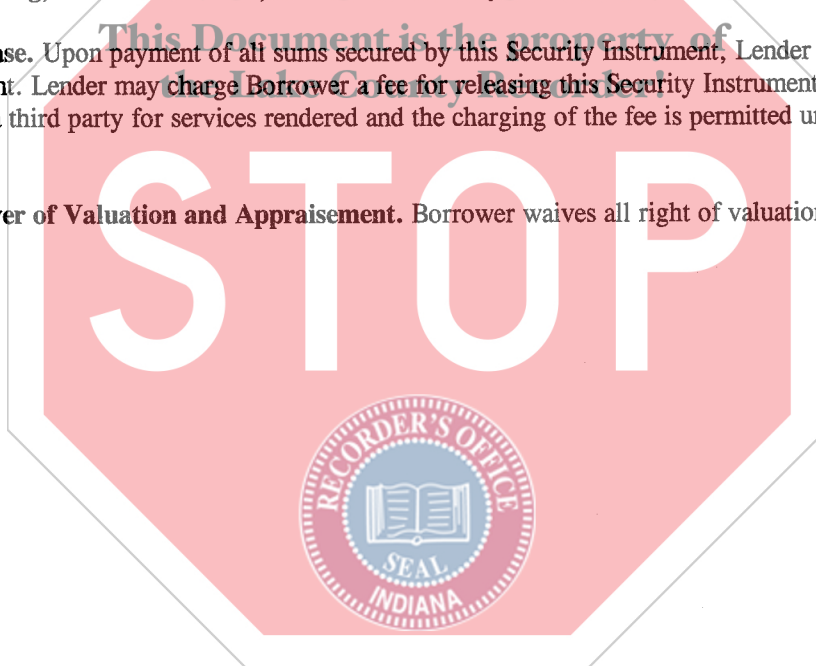 This Document is the property of
ase. Upon payment of all sums secured by this Security Instrument, Lender
the Lake County Recorder!
nt. Lender may charge Borrower a fee for releasing this Security Instrument
third party for services rendered and the charging of the fee is permitted u
er of Valuation and Appraisement. Borrower waives all right of valuation
STOP
RECORDER'S OFFICE
SEAL
INDIANA